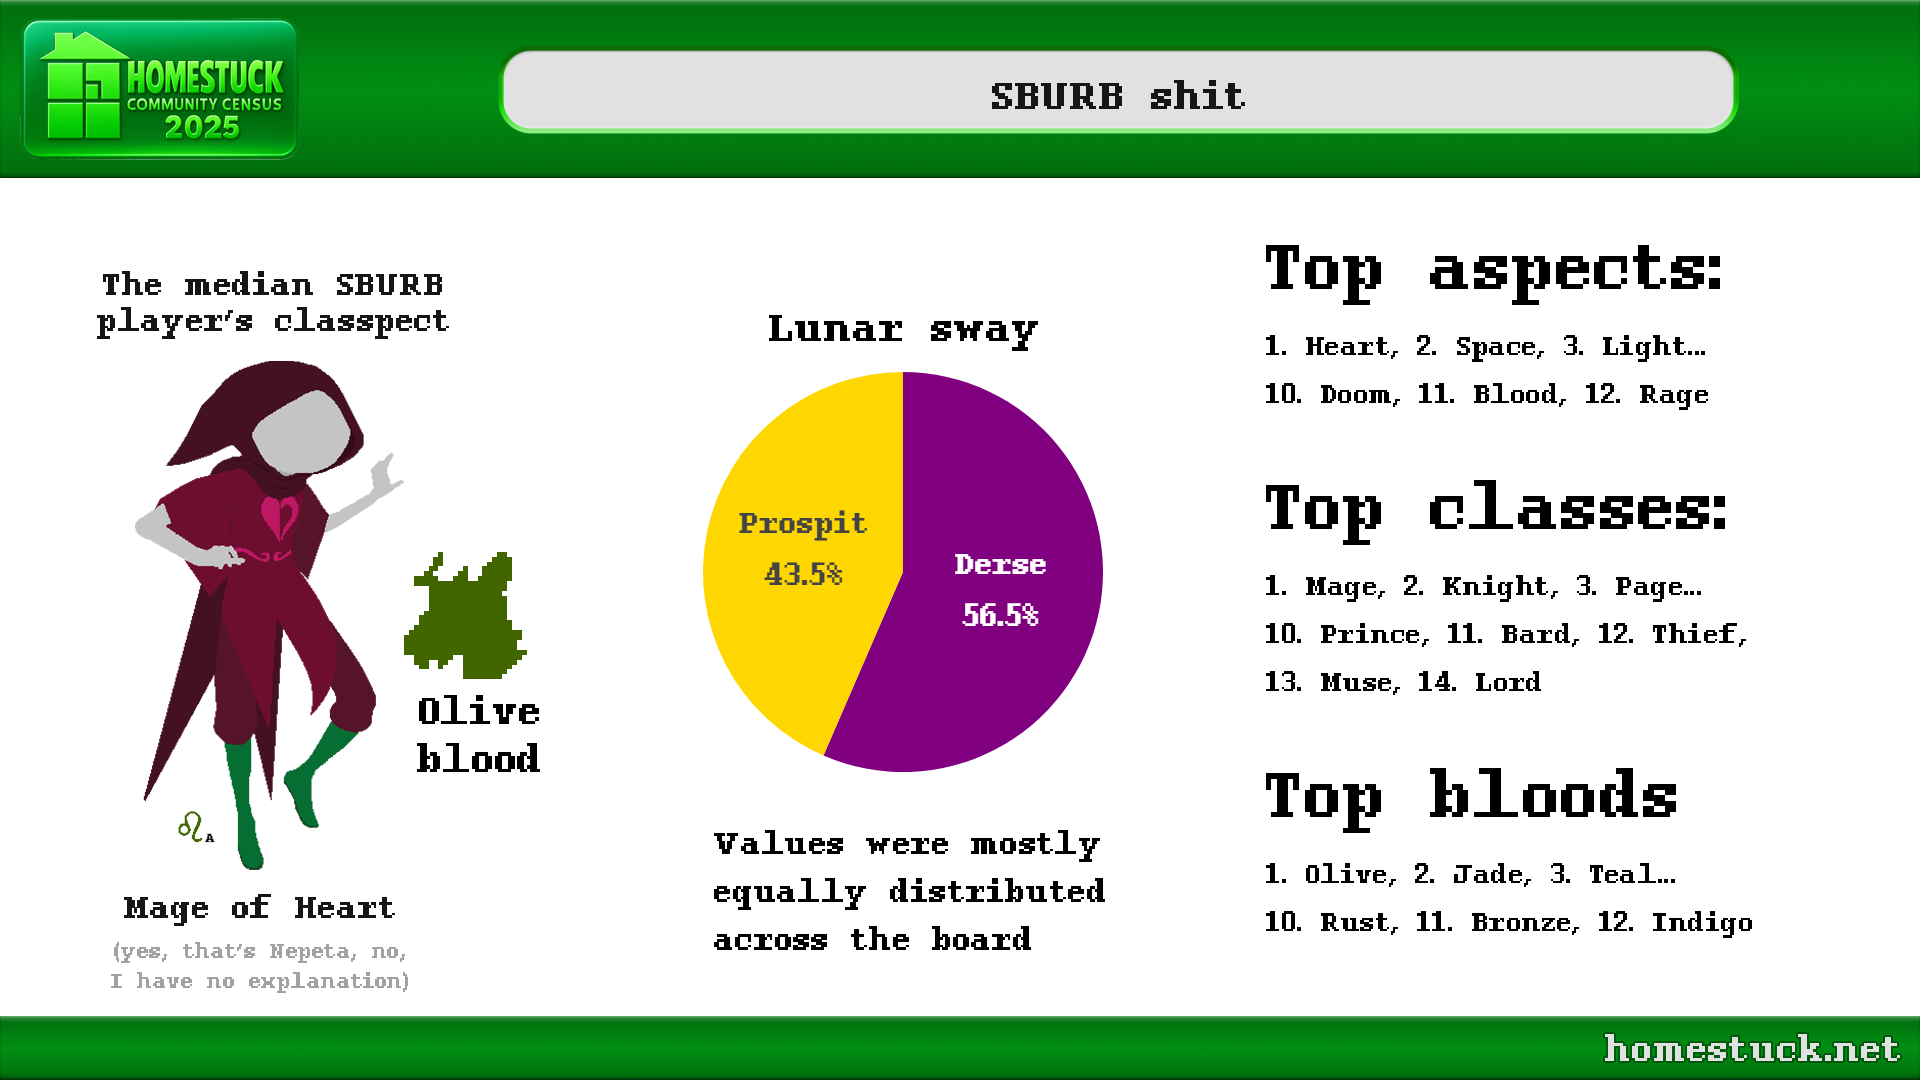 HOMESTUCK
COMMUNITY CENSUS
2025
SBURB shit
The median SBURB
player's classpect
Olive
blood
A
Mage of Heart
(yes, that's Nepeta, no,
I have no explanation)
Lunar sway
Prospit
43.5%
Derse
56.5%
Values were mostly
equally distributed
across the board
Top aspects:
1. Heart, 2. Space, 3. Light...
10. Doom, 11. Blood, 12. Rage
Top classes:
1. Mage, 2. Knight, 3. Page...
10. Prince, 11. Bard, 12. Thief,
13. Muse, 14. Lord
Top bloods
1. Olive, 2. Jade, 3. Teal...
10. Rust, 11. Bronze, 12. Indigo
homestuck.net